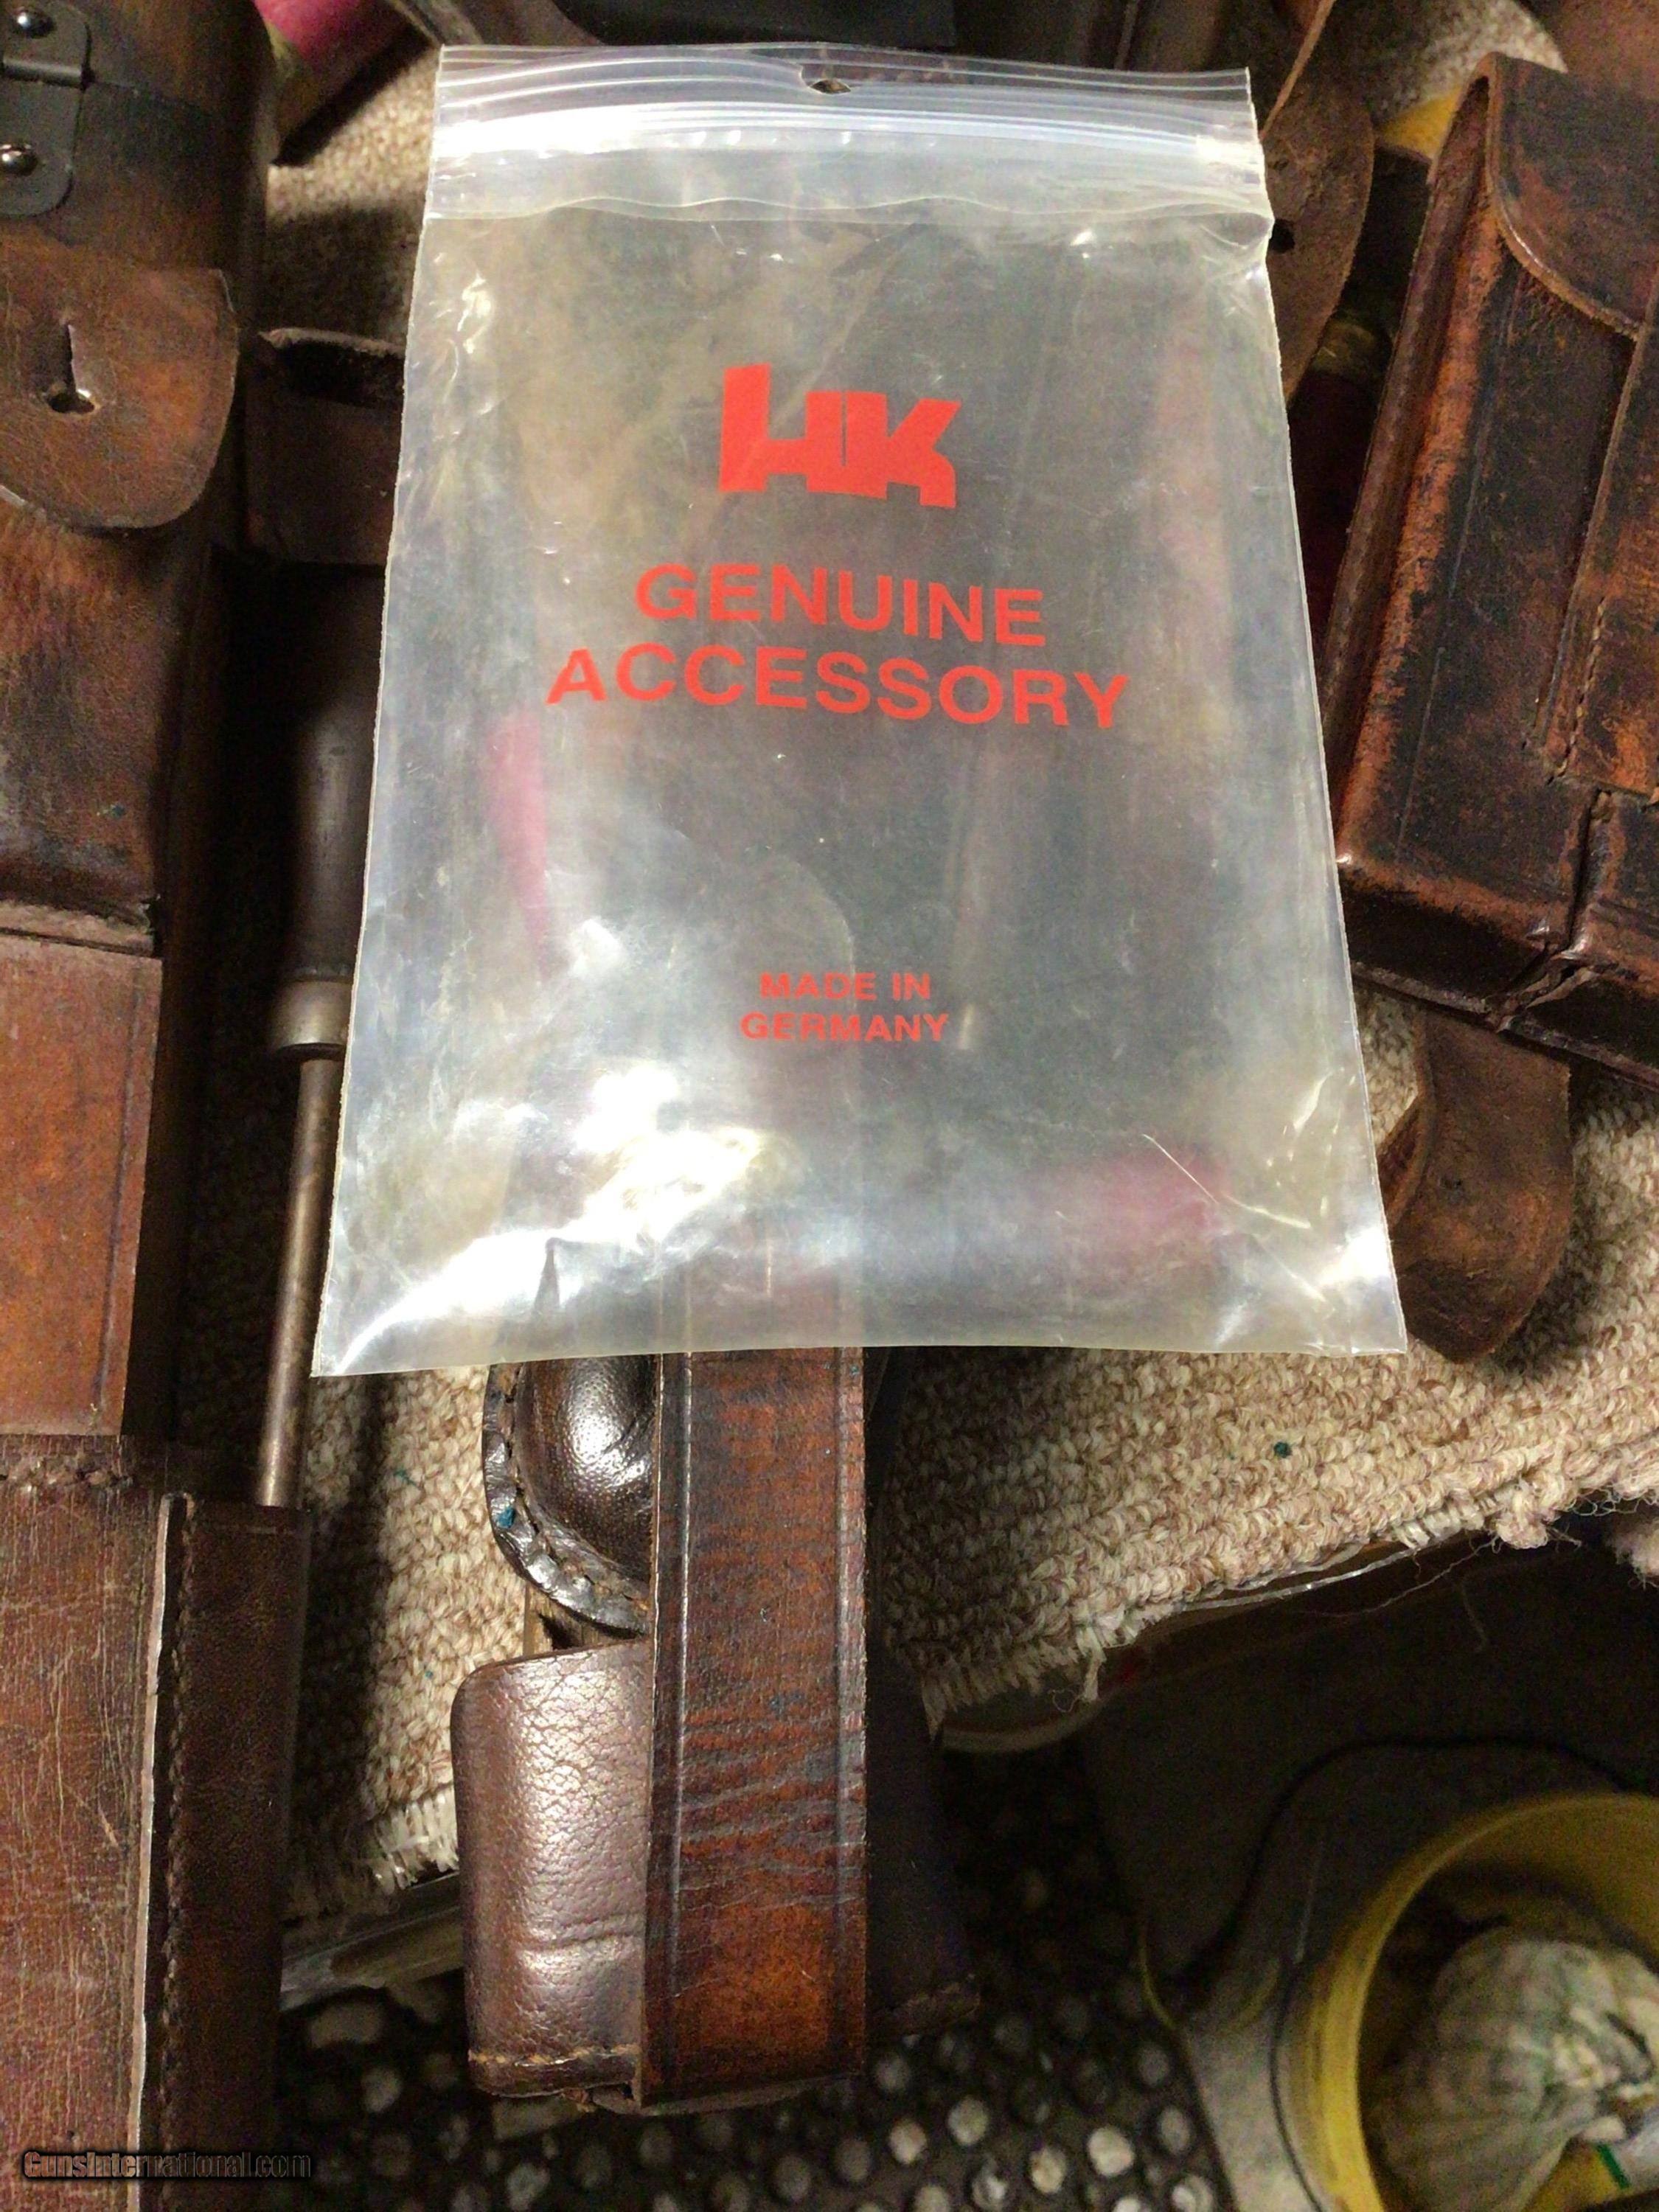 HK
GENUINE
ACCESSORY
MADE IN
GERMANY
GunsInternational.com